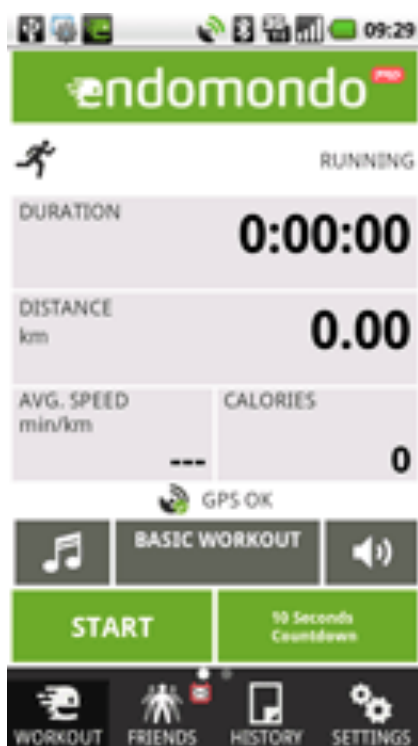 09:29
endomondo PRO
RUNNING
DURATION
0:00:00
DISTANCE
km
0.00
AVG. SPEED
min/km
---
CALORIES
0
GPS OK
BASIC WORKOUT
START
10 Seconds
Countdown
WORKOUT FRIENDS HISTORY SETTINGS